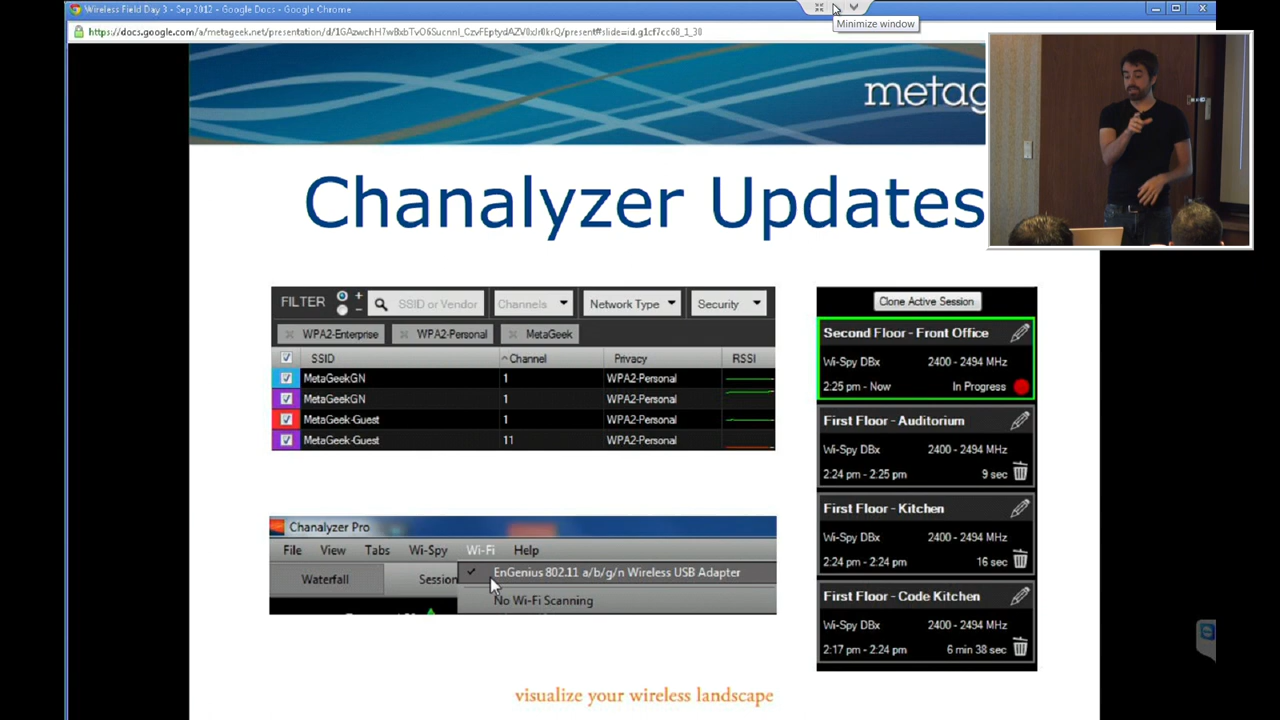 Wireless Field Day 3 - Sep 2012 - Google Docs - Google Chrome
Minimize window
metag
Chanalyzer Updates
FILTER + - SSID or Vendor Channels Network Type Security
WPA2-Enterprise WPA2-Personal MetaGeek
SSID Channel Privacy RSSI
MetaGeekGN 1 WPA2-Personal
MetaGeekGN 1 WPA2-Personal
MetaGeek-Guest 1 WPA2-Personal
MetaGeek-Guest 11 WPA2-Personal
Clone Active Session
Second Floor - Front Office
Wi-Spy DBx 2400 - 2494 MHz
2:25 pm - Now In Progress
First Floor - Auditorium
Wi-Spy DBx 2400 - 2494 MHz
2:24 pm - 2:25 pm 9 sec
First Floor - Kitchen
Wi-Spy DBx 2400 - 2494 MHz
2:24 pm - 2:24 pm 16 sec
First Floor - Code Kitchen
Wi-Spy DBx 2400 - 2494 MHz
2:17 pm - 2:24 pm 6 min 38 sec
Chanalyzer Pro
File View Tabs Wi-Spy Wi-Fi Help
Waterfall Session
EnGenius 802.11 a/b/g/n Wireless USB Adapter
No Wi-Fi Scanning
visualize your wireless landscape